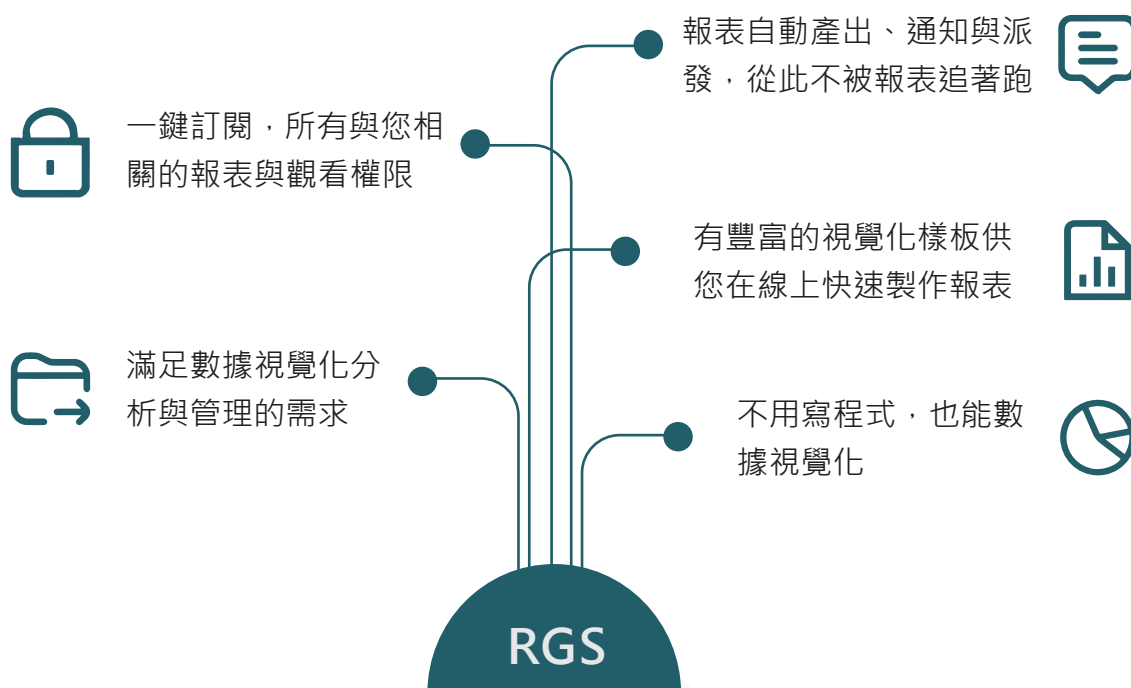 報表自動產出、通知與派
發，從此不被報表追著跑
一鍵訂閱，所有與您相
關的報表與觀看權限
有豐富的視覺化樣板供
您在線上快速製作報表
滿足數據視覺化分
析與管理的需求
不用寫程式，也能數
據視覺化
RGS